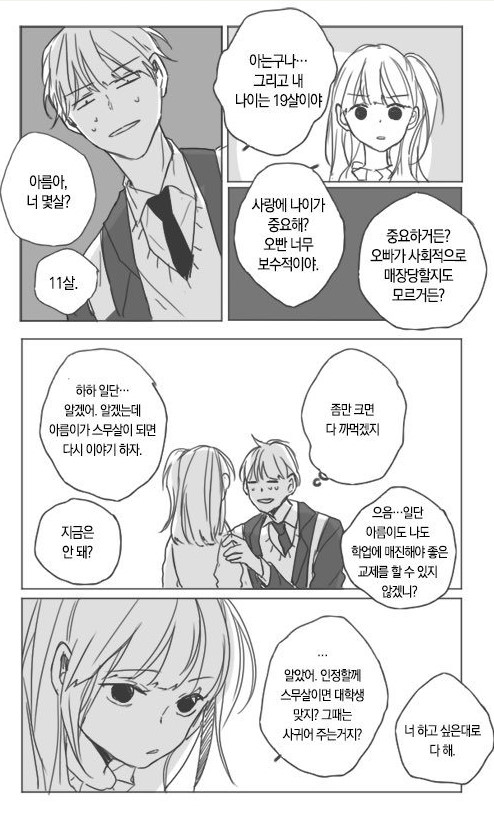 아름아,
너 몇살?
11살.
아는구나…
그리고 내
나이는 19살이야
사랑에 나이가
중요해?
오빤 너무
보수적이야.
중요하거든?
오빠가 사회적으로
매장당할지도
모르거든?
하하 일단…
알겠어. 알겠는데
아름이가 스무살이 되면
다시 이야기 하자.
좀만 크면
다 까먹겠지
지금은
안 돼?
으음…일단
아름이도 나도
학업에 매진해야 좋은
교제를 할 수 있지
않겠니?
…
알았어. 인정할께
스무살이면 대학생
맞지? 그때는
사귀어 주는거지?
너 하고 싶은대로
다 해.